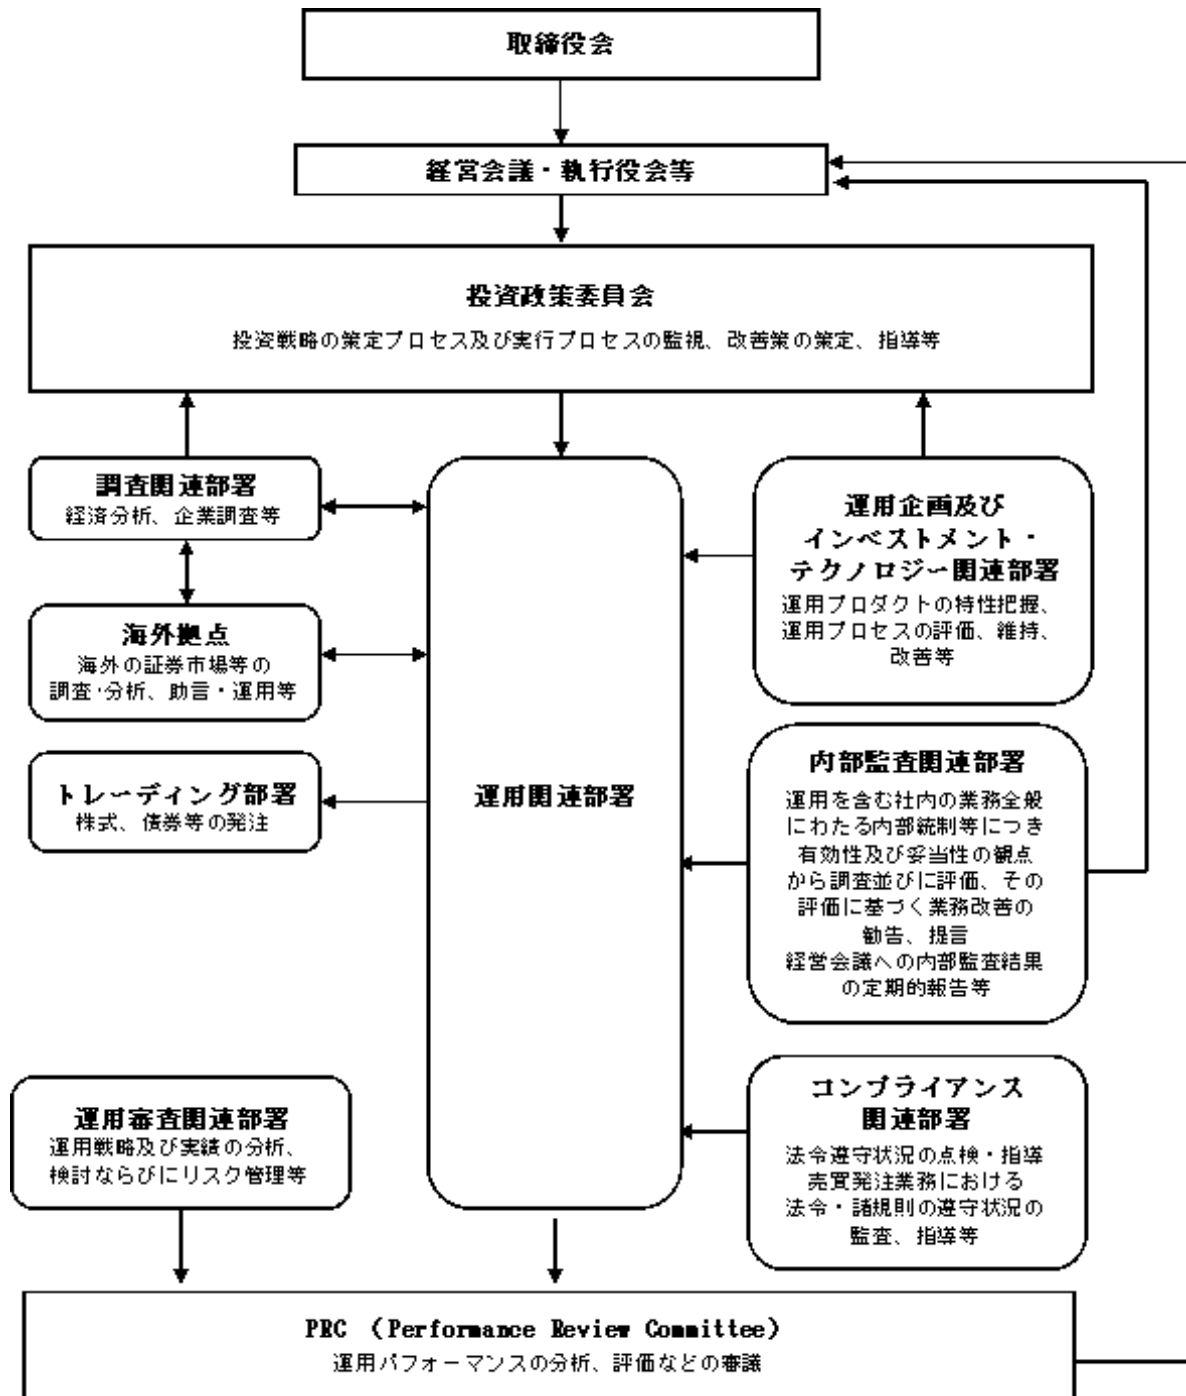 取締役会
経営会議・執行役会等
投資政策委員会
投資戦略の策定プロセス及び実行プロセスの監視、改善策の策定、指導等
調査関連部署
経済分析、企業調査等
海外拠点
海外の証券市場等の
調査・分析、助言・運用等
トレーディング部署
株式、債券等の発注
運用審査関連部署
運用戦略及び実績の分析、
検討ならびにリスク管理等
運用関連部署
運用企画及び
インベストメント・
テクノロジー関連部署
運用プロダクトの特性把握、
運用プロセスの評価、維持、
改善等
内部監査関連部署
運用を含む社内の業務全般
にわたる内部統制等につき
有効性及び妥当性の観点
から調査並びに評価、その
評価に基づく業務改善の
勧告、提言
経営会議への内部監査結果
の定期的報告等
コンプライアンス
関連部署
法令遵守状況の点検・指導
売買発注業務における
法令・諸規則の遵守状況の
監査、指導等
PRC （Performance Review Committee）
運用パフォーマンスの分析、評価などの審議